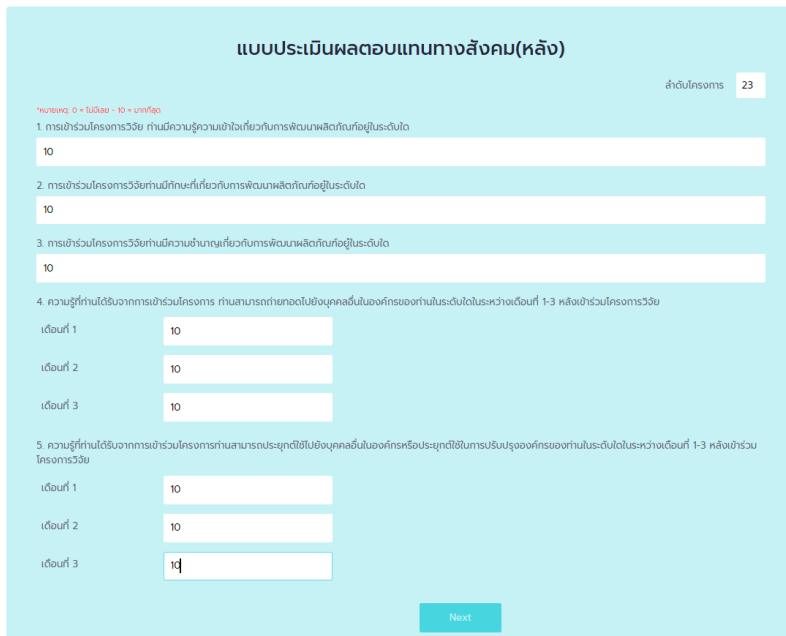 แบบประเมินผลตอบแทนทางสังคม(หลัง)
ลำดับโครงการ 23
*หมายเหตุ: 0 = ไม่มีเลย - 10 = มากที่สุด
1. การเข้าร่วมโครงการวิจัย ท่านมีความรู้ความเข้าใจเกี่ยวกับการพัฒนาผลิตภัณฑ์อยู่ในระดับใด
10
2. การเข้าร่วมโครงการวิจัยท่านมีทักษะที่เกี่ยวกับการพัฒนาผลิตภัณฑ์อยู่ในระดับใด
10
3. การเข้าร่วมโครงการวิจัยท่านมีความชำนาญเกี่ยวกับการพัฒนาผลิตภัณฑ์อยู่ในระดับใด
10
4. ความรู้ที่ท่านได้รับจากการเข้าร่วมโครงการ ท่านสามารถถ่ายทอดไปยังบุคคลอื่นในองค์กรของท่านในระดับใดในระหว่างเดือนที่ 1-3 หลังเข้าร่วมโครงการวิจัย
เดือนที่ 1 10
เดือนที่ 2 10
เดือนที่ 3 10
5. ความรู้ที่ท่านได้รับจากการเข้าร่วมโครงการท่านสามารถประยุกต์ใช้ไปยังบุคคลอื่นในองค์กรหรือประยุกต์ใช้ในการปรับปรุงองค์กรของท่านในระดับใดในระหว่างเดือนที่ 1-3 หลังเข้าร่วม
โครงการวิจัย
เดือนที่ 1 10
เดือนที่ 2 10
เดือนที่ 3 10
Next